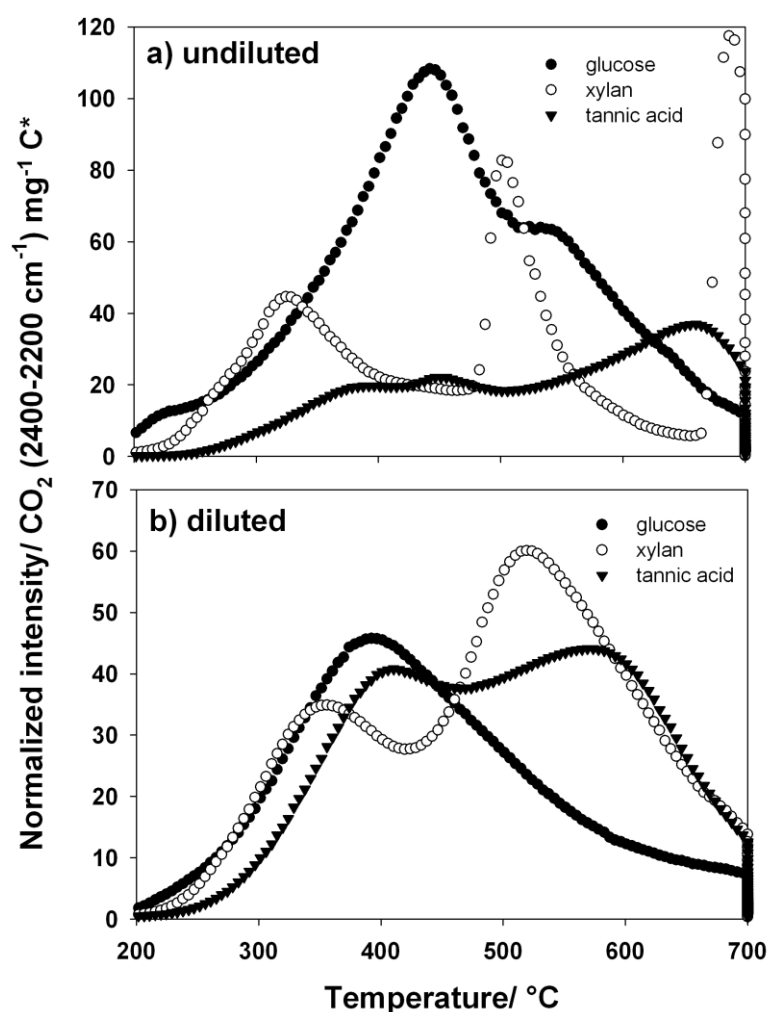 Normalized intensity/ CO₂ (2400-2200 cm⁻¹) mg⁻¹ C*
120
a) undiluted
glucose
xylan
tannic acid
100
80
60
40
20
0
70
b) diluted
glucose
xylan
tannic acid
60
50
40
30
20
10
0
200 300 400 500 600 700
Temperature/ °C